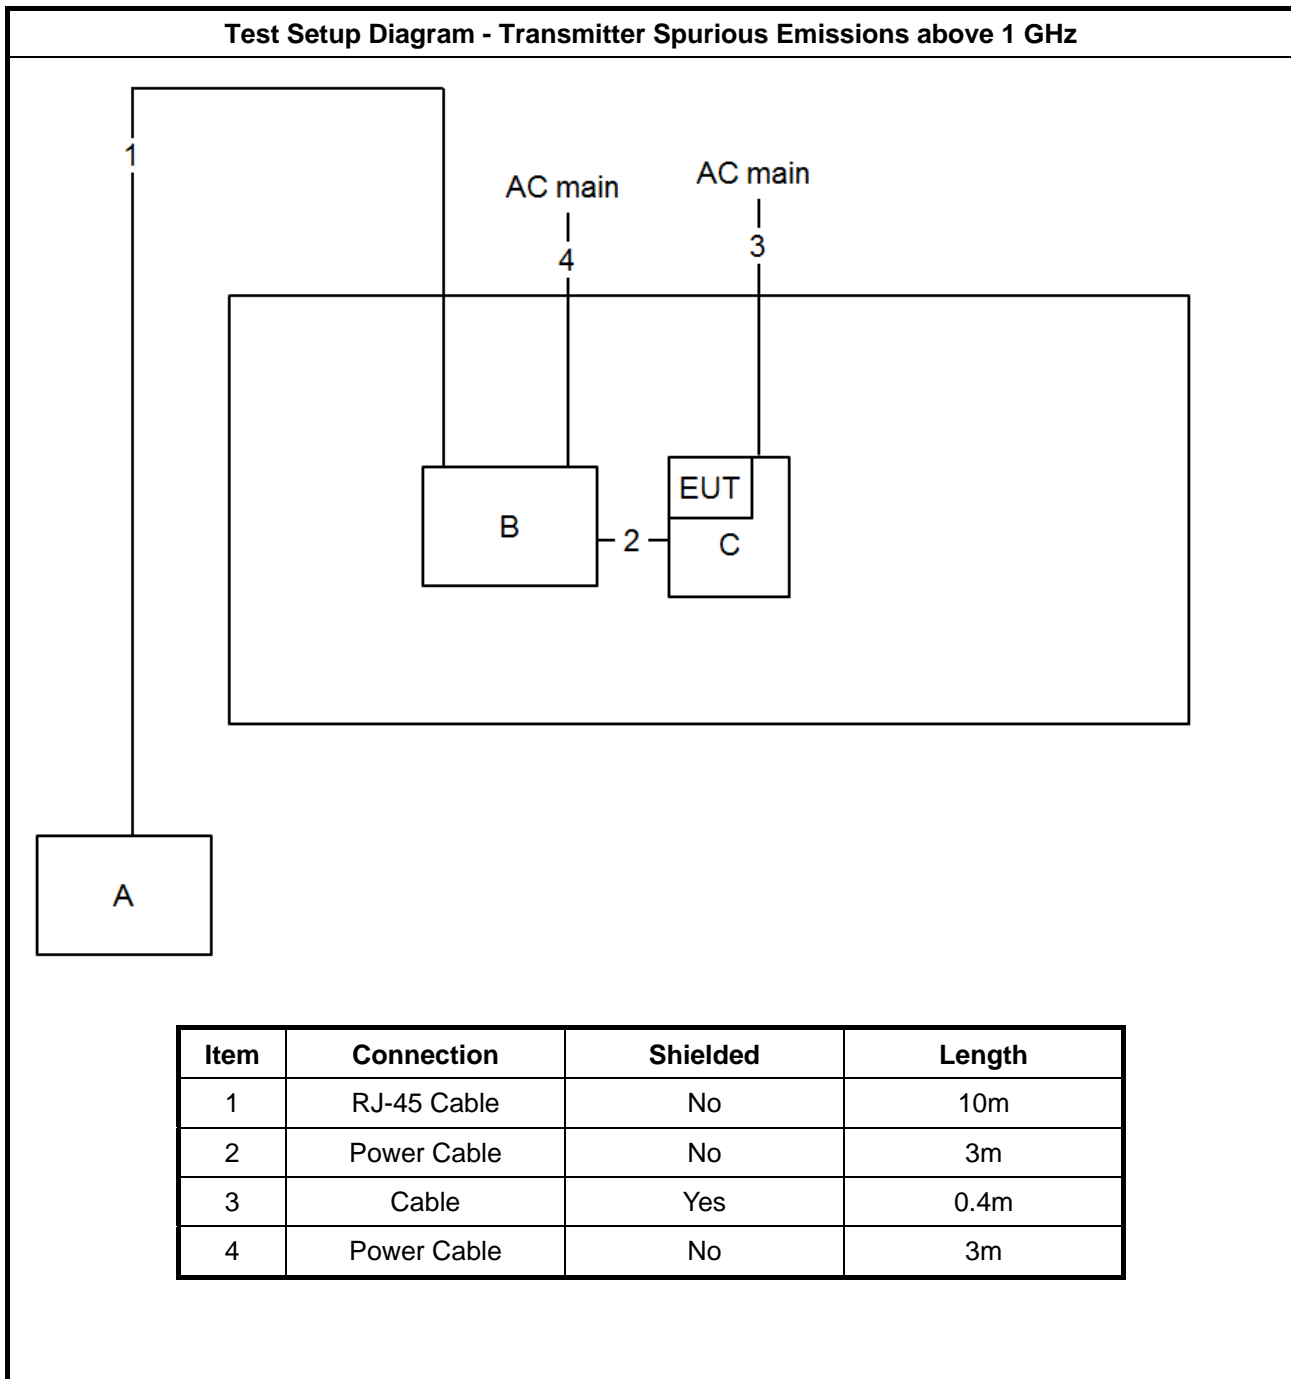 Test Setup Diagram - Transmitter Spurious Emissions above 1 GHz
1
AC main
AC main
4
3
EUT
B
2
C
A
Item Connection Shielded Length
1 RJ-45 Cable No 10m
2 Power Cable No 3m
3 Cable Yes 0.4m
4 Power Cable No 3m